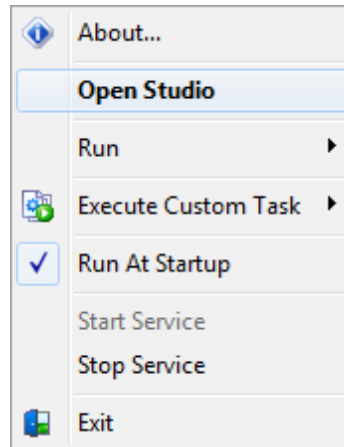 About...
Open Studio
Run
Execute Custom Task
Run At Startup
Start Service
Stop Service
Exit